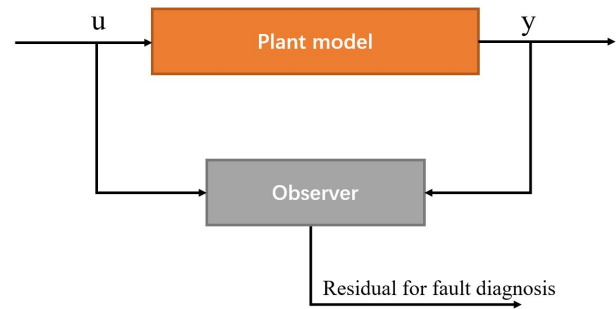 u
Plant model
y
Observer
Residual for fault diagnosis